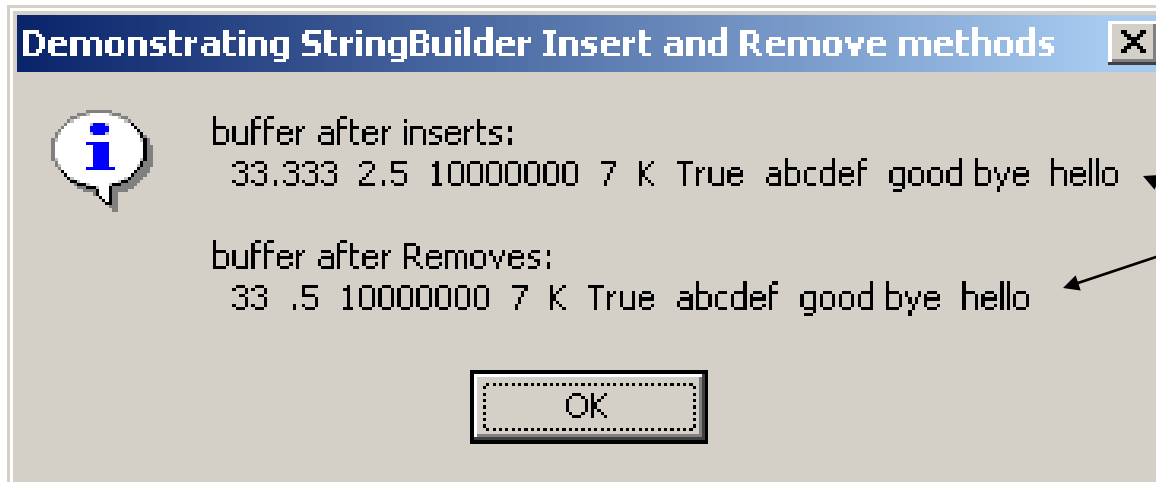 Demonstrating StringBuilder Insert and Remove methods
buffer after inserts:
33.333 2.5 10000000 7 K True abcdef good bye hello
buffer after Removes:
33 .5 10000000 7 K True abcdef good bye hello
OK